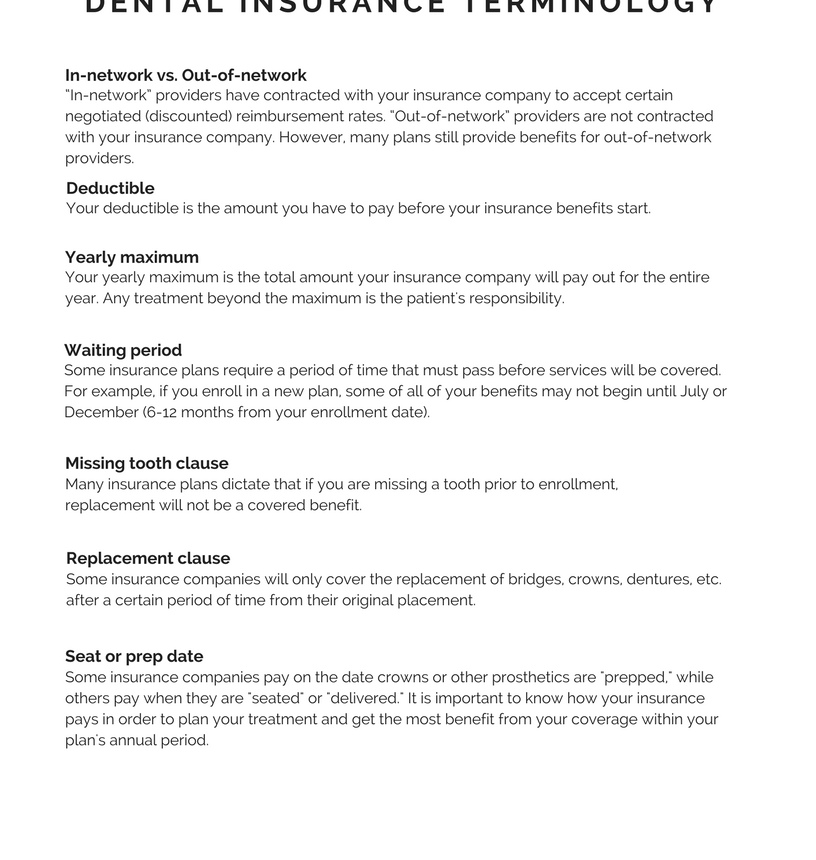 DENTAL INSURANCE TERMINOLOGY
In-network vs. Out-of-network
"In-network" providers have contracted with your insurance company to accept certain
negotiated (discounted) reimbursement rates. "Out-of-network" providers are not contracted
with your insurance company. However, many plans still provide benefits for out-of-network
providers.
Deductible
Your deductible is the amount you have to pay before your insurance benefits start.
Yearly maximum
Your yearly maximum is the total amount your insurance company will pay out for the entire
year. Any treatment beyond the maximum is the patient's responsibility.
Waiting period
Some insurance plans require a period of time that must pass before services will be covered.
For example, if you enroll in a new plan, some of all of your benefits may not begin until July or
December (6-12 months from your enrollment date).
Missing tooth clause
Many insurance plans dictate that if you are missing a tooth prior to enrollment,
replacement will not be a covered benefit.
Replacement clause
Some insurance companies will only cover the replacement of bridges, crowns, dentures, etc.
after a certain period of time from their original placement.
Seat or prep date
Some insurance companies pay on the date crowns or other prosthetics are "prepped," while
others pay when they are "seated" or "delivered." It is important to know how your insurance
pays in order to plan your treatment and get the most benefit from your coverage within your
plan's annual period.